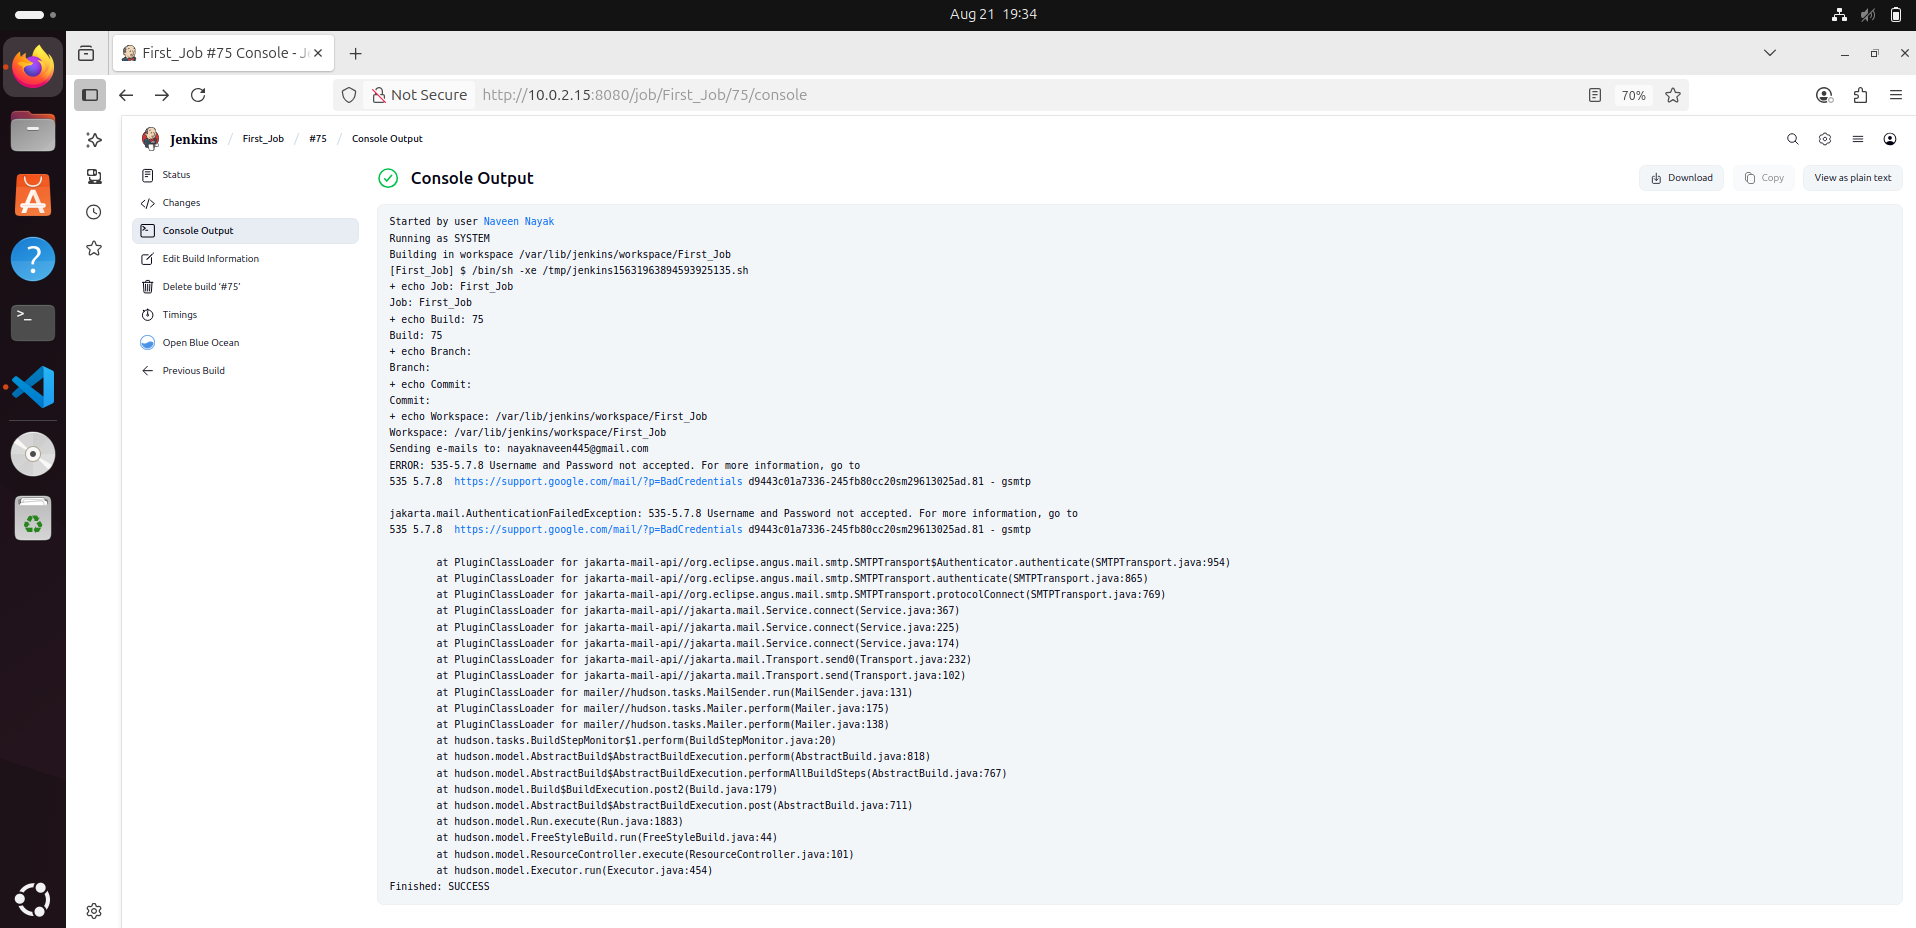 Aug 21 19:34
First_Job #75 Console - J
Not Secure
http://10.0.2.15:8080/job/First_Job/75/console
70%
Jenkins / First_Job / #75 / Console Output
Status
Changes
Console Output
Edit Build Information
Delete build '#75'
Timings
Open Blue Ocean
Previous Build
Console Output
Download
Copy
View as plain text
Started by user Naveen Nayak
Running as SYSTEM
Building in workspace /var/lib/jenkins/workspace/First_Job
[First_Job] $ /bin/sh -xe /tmp/jenkins15631963894593925135.sh
+ echo Job: First_Job
Job: First_Job
+ echo Build: 75
Build: 75
+ echo Branch:
Branch:
+ echo Commit:
Commit:
+ echo Workspace: /var/lib/jenkins/workspace/First_Job
Workspace: /var/lib/jenkins/workspace/First_Job
Sending e-mails to: nayaknaveen445@gmail.com
ERROR: 535-5.7.8 Username and Password not accepted. For more information, go to
535 5.7.8  https://support.google.com/mail/?p=BadCredentials d9443c01a7336-245fb80cc20sm29613025ad.81 - gsmtp
jakarta.mail.AuthenticationFailedException: 535-5.7.8 Username and Password not accepted. For more information, go to
535 5.7.8  https://support.google.com/mail/?p=BadCredentials d9443c01a7336-245fb80cc20sm29613025ad.81 - gsmtp
at PluginClassLoader for jakarta-mail-api//org.eclipse.angus.mail.smtp.SMTPTransport$Authenticator.authenticate(SMTPTransport.java:954)
at PluginClassLoader for jakarta-mail-api//org.eclipse.angus.mail.smtp.SMTPTransport.authenticate(SMTPTransport.java:865)
at PluginClassLoader for jakarta-mail-api//org.eclipse.angus.mail.smtp.SMTPTransport.protocolConnect(SMTPTransport.java:769)
at PluginClassLoader for jakarta-mail-api//jakarta.mail.Service.connect(Service.java:367)
at PluginClassLoader for jakarta-mail-api//jakarta.mail.Service.connect(Service.java:225)
at PluginClassLoader for jakarta-mail-api//jakarta.mail.Service.connect(Service.java:174)
at PluginClassLoader for jakarta-mail-api//jakarta.mail.Transport.send0(Transport.java:232)
at PluginClassLoader for jakarta-mail-api//jakarta.mail.Transport.send(Transport.java:102)
at PluginClassLoader for mailer//hudson.tasks.MailSender.run(MailSender.java:131)
at PluginClassLoader for mailer//hudson.tasks.Mailer.perform(Mailer.java:175)
at PluginClassLoader for mailer//hudson.tasks.Mailer.perform(Mailer.java:138)
at hudson.tasks.BuildStepMonitor$1.perform(BuildStepMonitor.java:20)
at hudson.model.AbstractBuild$AbstractBuildExecution.perform(AbstractBuild.java:818)
at hudson.model.AbstractBuild$AbstractBuildExecution.performAllBuildSteps(AbstractBuild.java:767)
at hudson.model.Build$BuildExecution.post2(Build.java:179)
at hudson.model.AbstractBuild$AbstractBuildExecution.post(AbstractBuild.java:711)
at hudson.model.Run.execute(Run.java:1883)
at hudson.model.FreeStyleBuild.run(FreeStyleBuild.java:44)
at hudson.model.ResourceController.execute(ResourceController.java:101)
at hudson.model.Executor.run(Executor.java:454)
Finished: SUCCESS